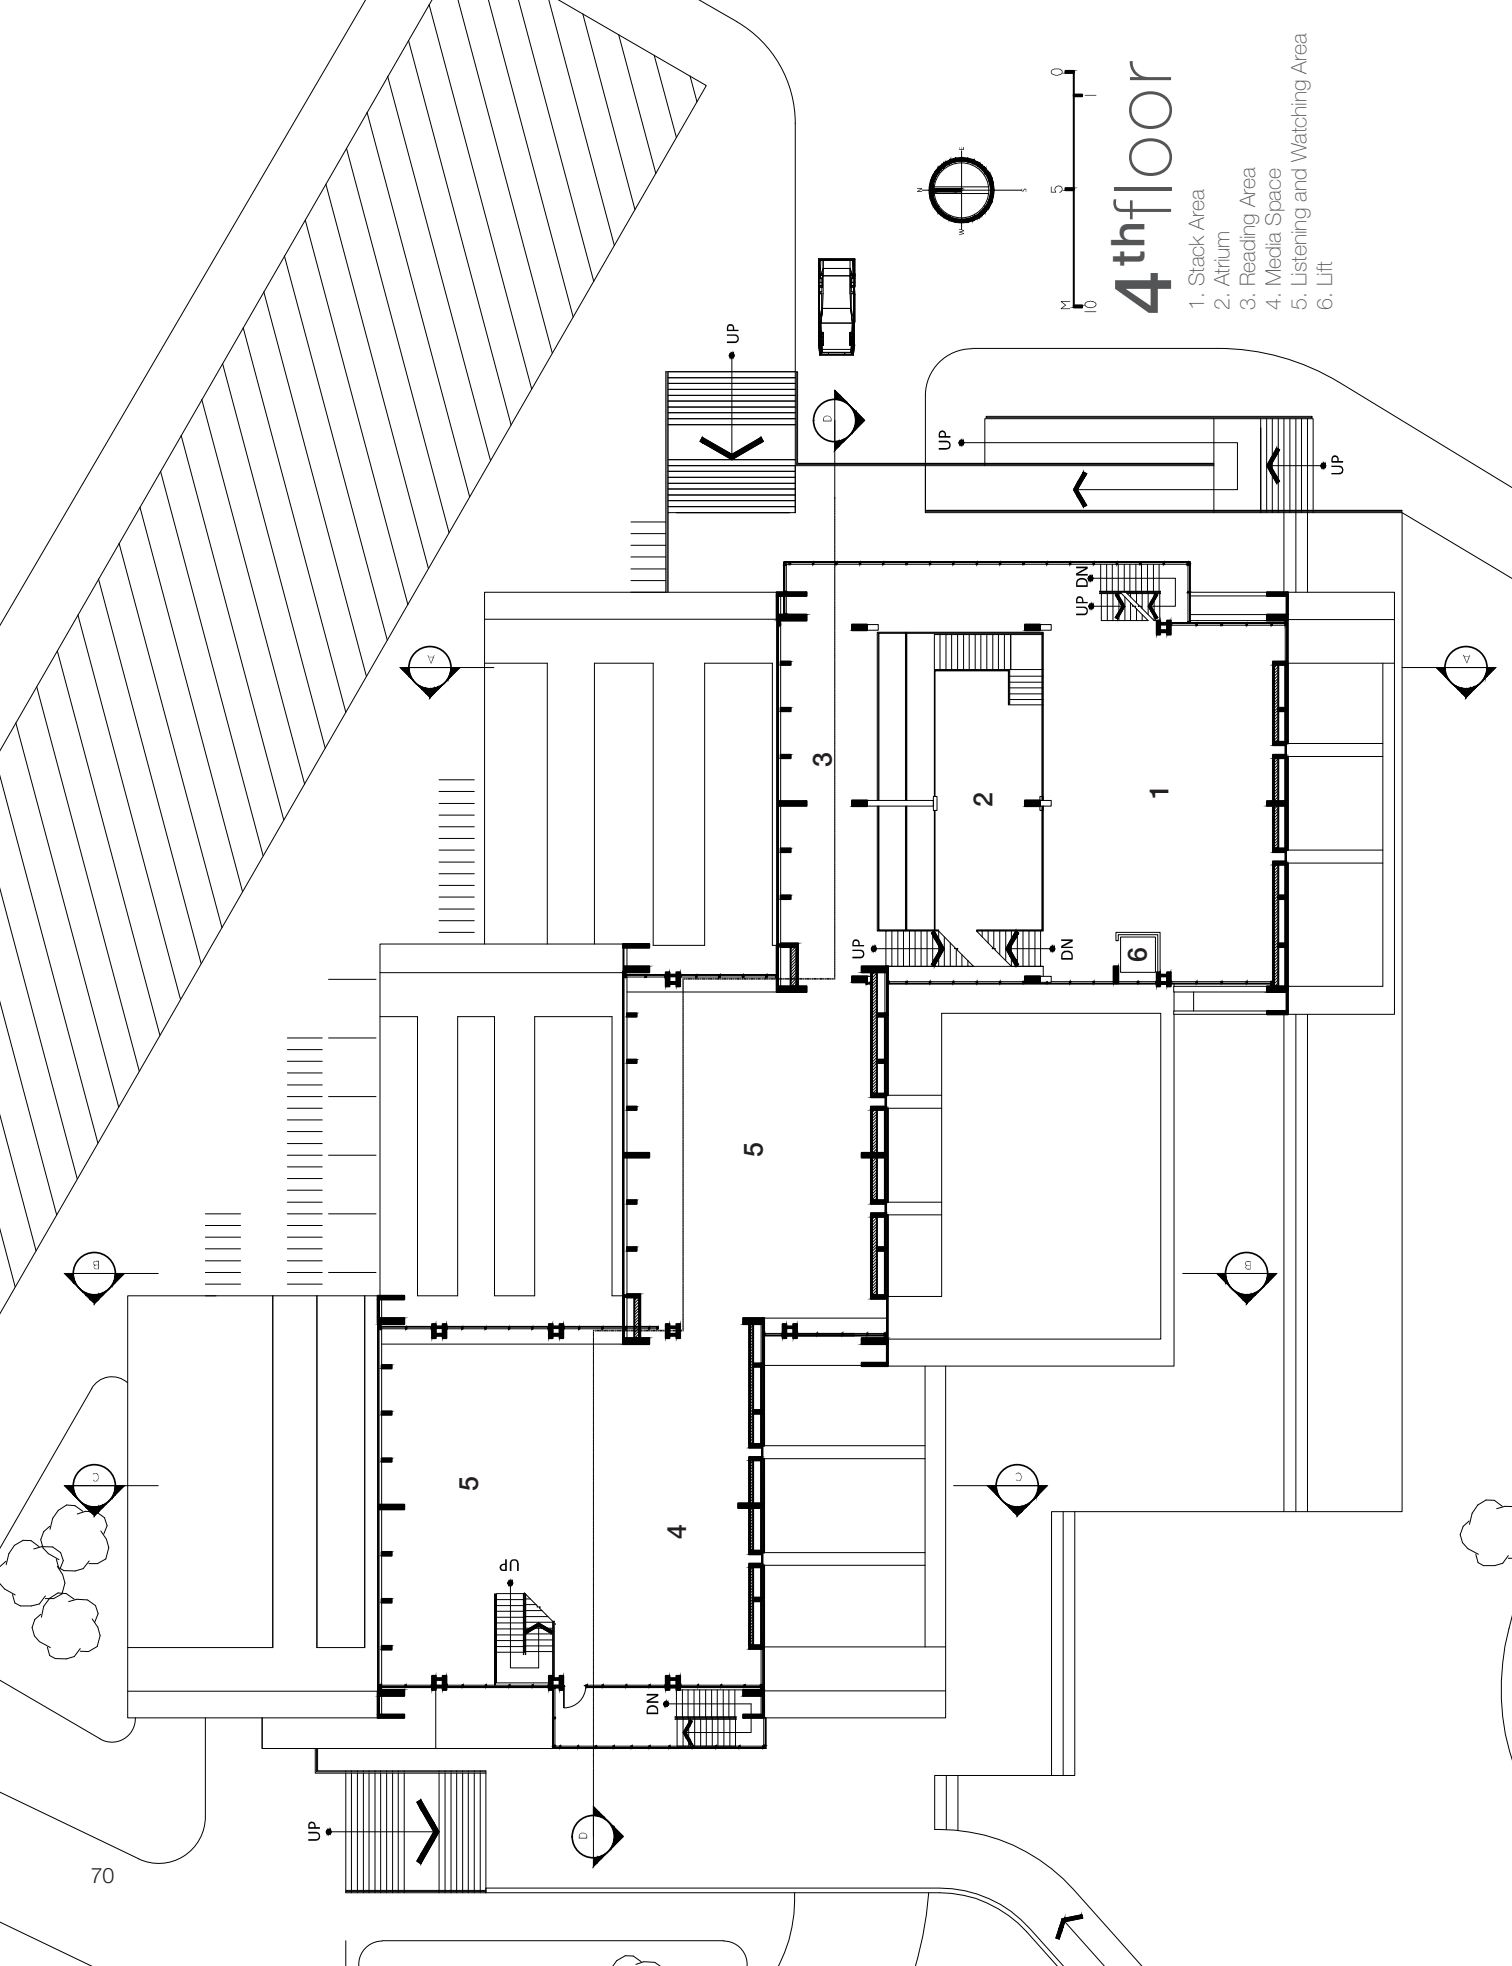 4thfloor
1. Stack Area
2. Atrium
3. Reading Area
4. Media Space
5. Listening and Watching Area
6. Lift
M 10 5 1 0
N
E
S
W
UP
D
UP
UP
UP DN
A
A
3
2
1
UP
DN
6
5
B
B
5
4
C
C
UP
DN
UP
D
70